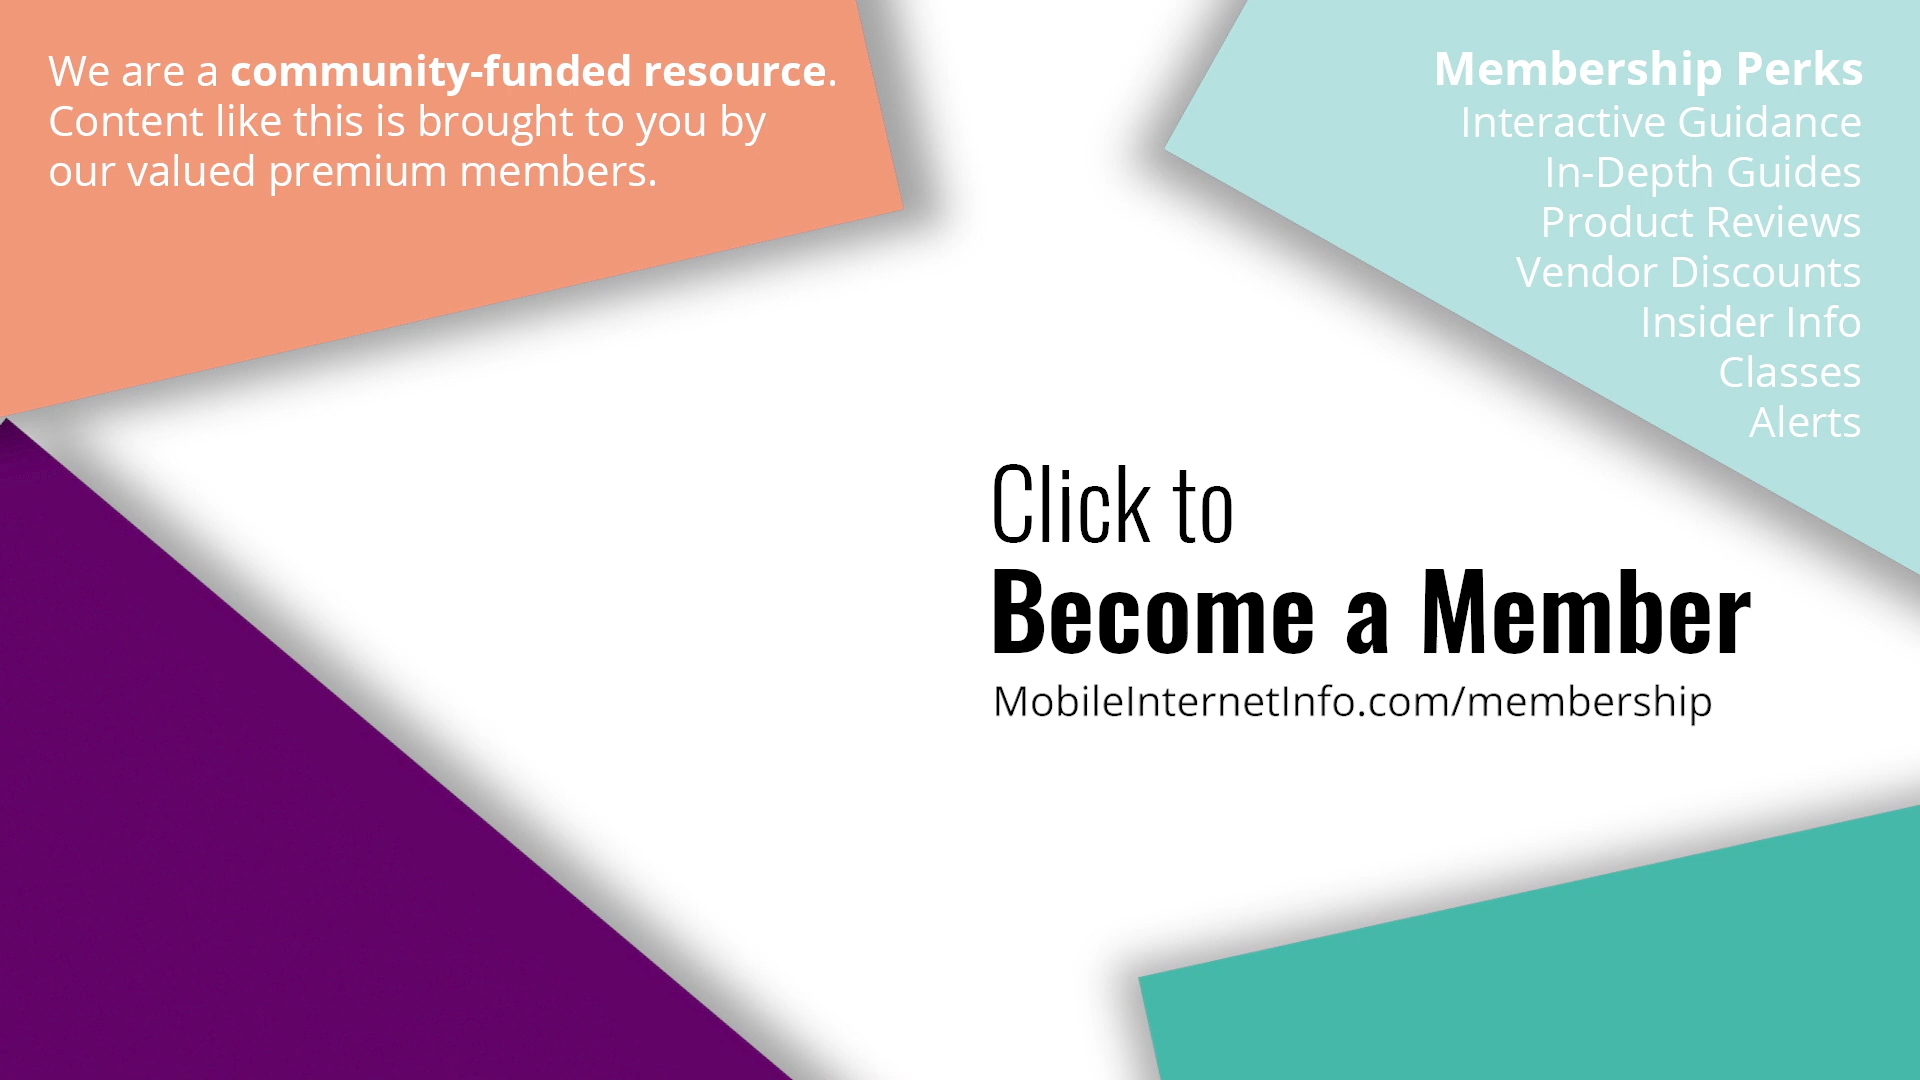 We are a community-funded resource.
Content like this is brought to you by
our valued premium members.
Membership Perks
Interactive Guidance
In-Depth Guides
Product Reviews
Vendor Discounts
Insider Info
Classes
Alerts
Click to
Become a Member
MobileInternetInfo.com/membership